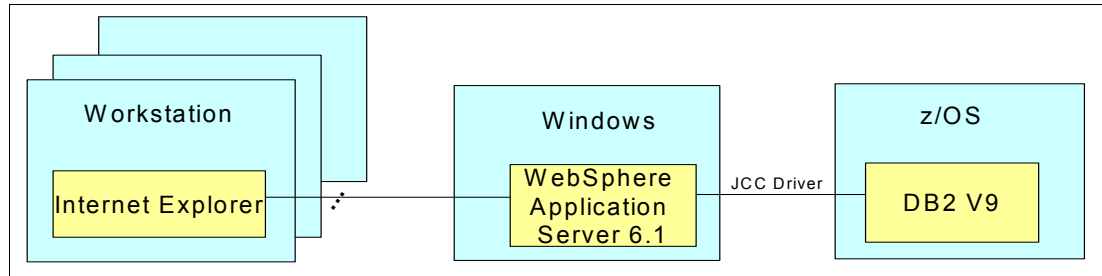 Workstation
Internet Explorer
Windows
WebSphere
Application
Server 6.1
JCC Driver
z/OS
DB2 V9